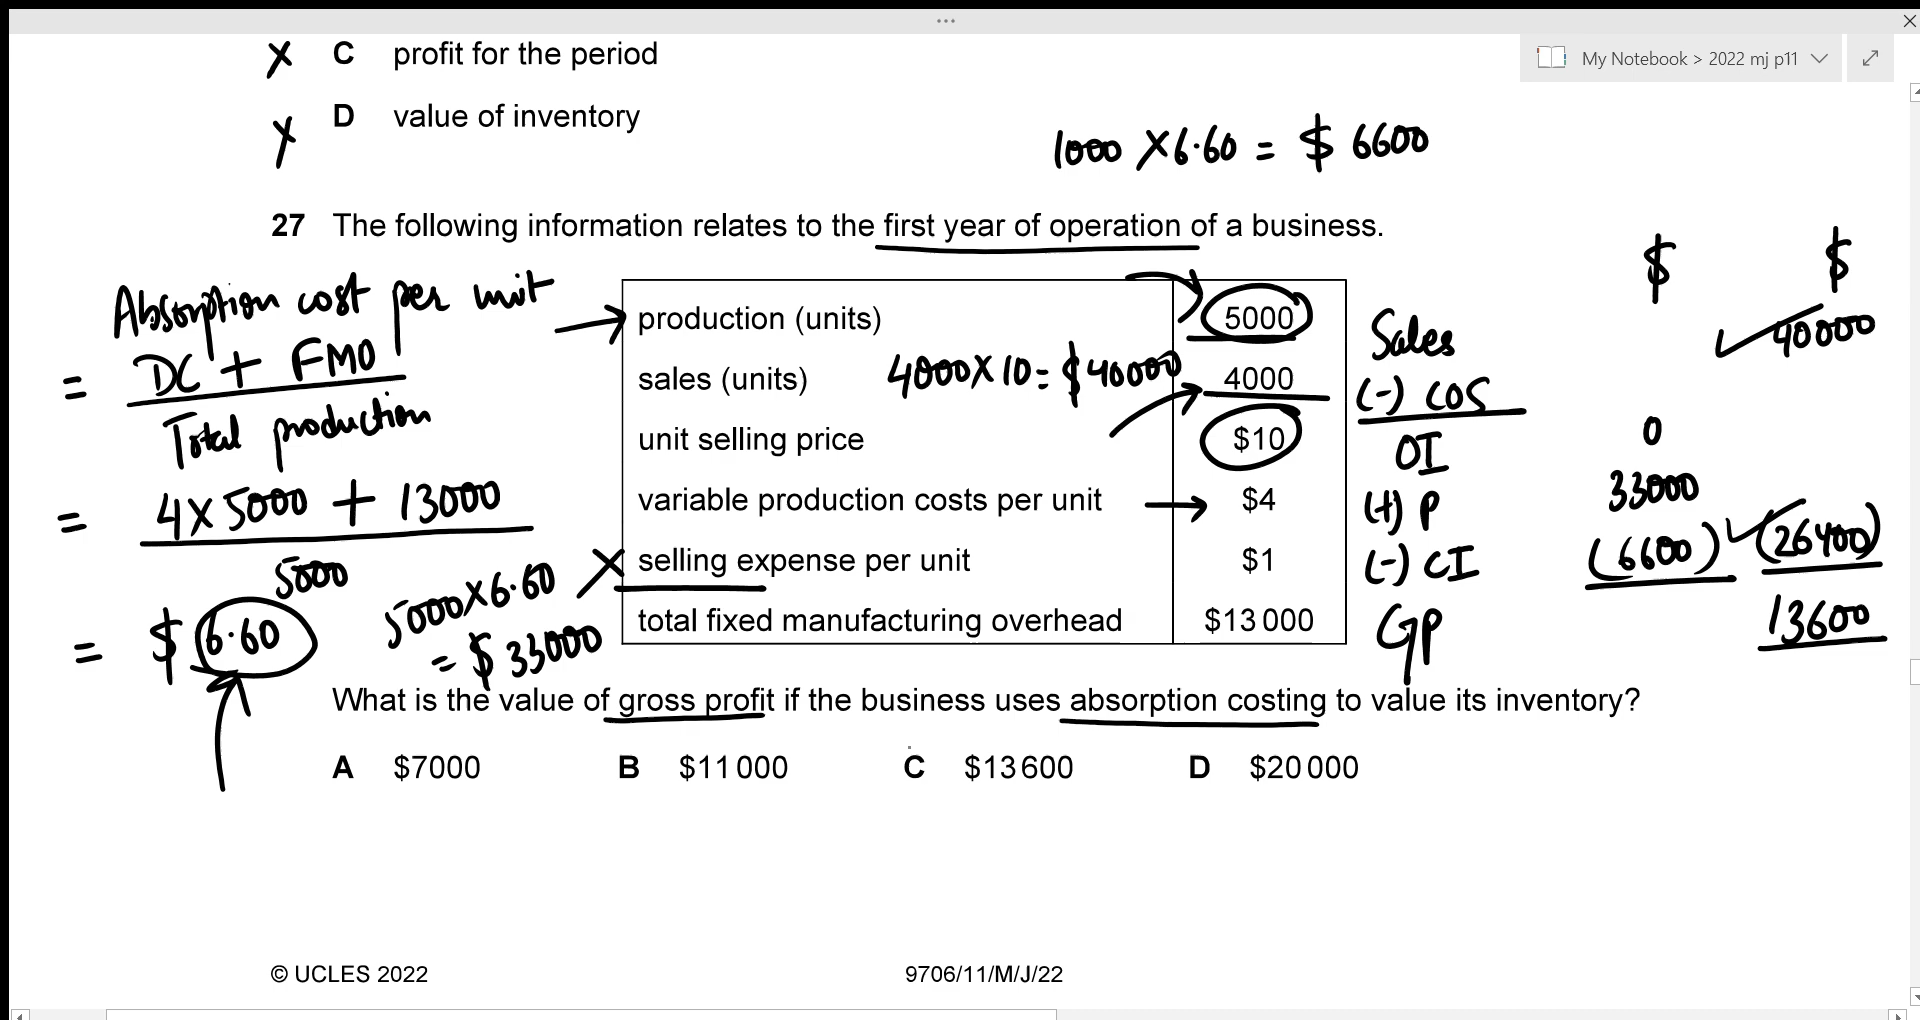 My Notebook > 2022 mj p11
X C profit for the period
X D value of inventory
1000 X 6.60 = $ 6600
27 The following information relates to the first year of operation of a business.
Absorption cost per unit
= DC + FMO
Total production
= 4 x 5000 + 13000
5000
= $ 6.60
5000 X 6.60
= $ 33000
production (units) 5000
sales (units) 4000
4000 X 10 = $40000
unit selling price $10
variable production costs per unit $4
X selling expense per unit $1
total fixed manufacturing overhead $13 000
$ $
Sales 40000
(-) COS
OI 0
(+) P 33000
(-) CI (6600) (26400)
GP 13600
What is the value of gross profit if the business uses absorption costing to value its inventory?
A $7000 B $11 000 C $13 600 D $20 000
© UCLES 2022 9706/11/M/J/22